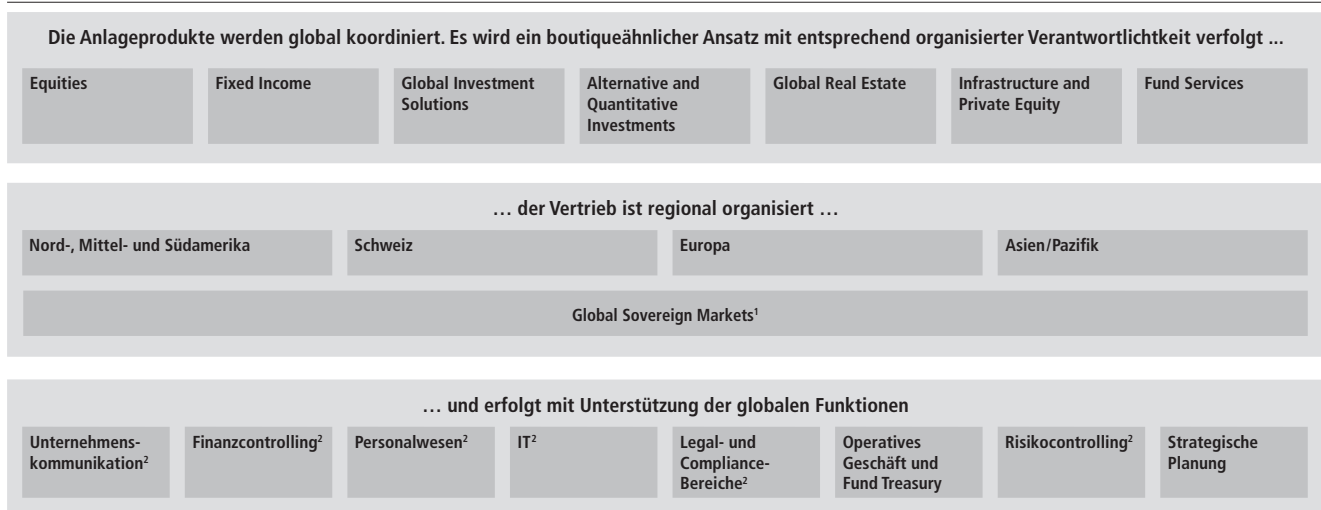 Die Anlageprodukte werden global koordiniert. Es wird ein boutiqueähnlicher Ansatz mit entsprechend organisierter Verantwortlichkeit verfolgt ...
Equities
Fixed Income
Global Investment
Solutions
Alternative and
Quantitative
Investments
Global Real Estate
Infrastructure and
Private Equity
Fund Services
… der Vertrieb ist regional organisiert …
Nord-, Mittel- und Südamerika
Schweiz
Europa
Asien/Pazifik
Global Sovereign Markets¹
… und erfolgt mit Unterstützung der globalen Funktionen
Unternehmens-
kommunikation²
Finanzcontrolling²
Personalwesen²
IT²
Legal- und
Compliance-
Bereiche²
Operatives
Geschäft und
Fund Treasury
Risikocontrolling²
Strategische
Planung